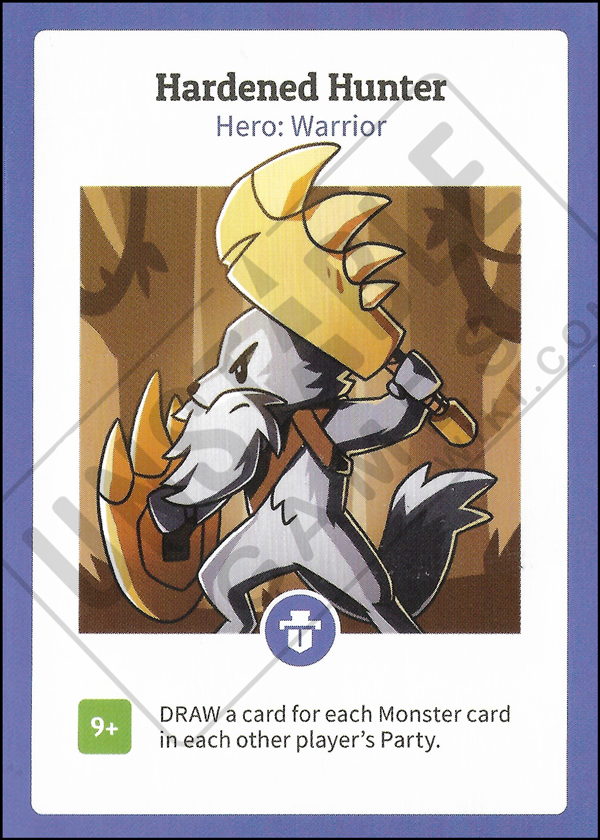 Hardened Hunter
Hero: Warrior
9+
DRAW a card for each Monster card
in each other player's Party.